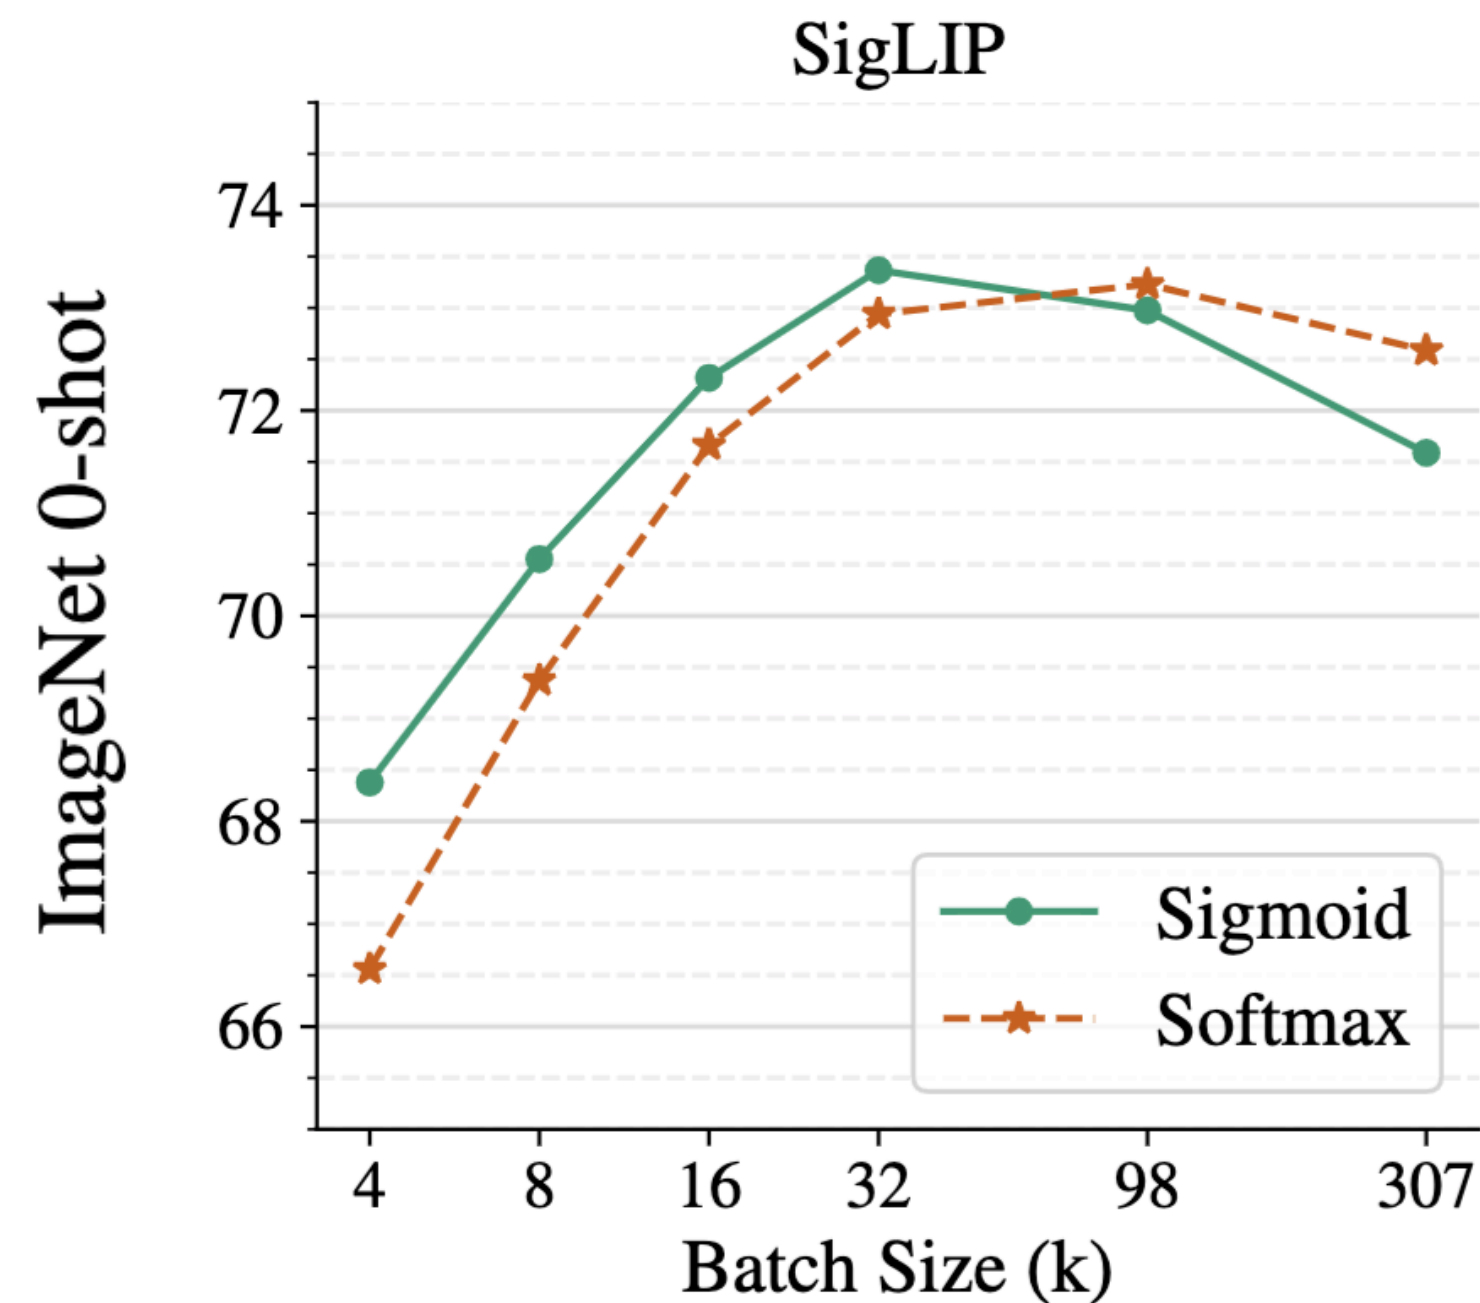 SigLIP
ImageNet 0-shot
74
72
70
68
66
Sigmoid
Softmax
4 8 16 32 98 307
Batch Size (k)